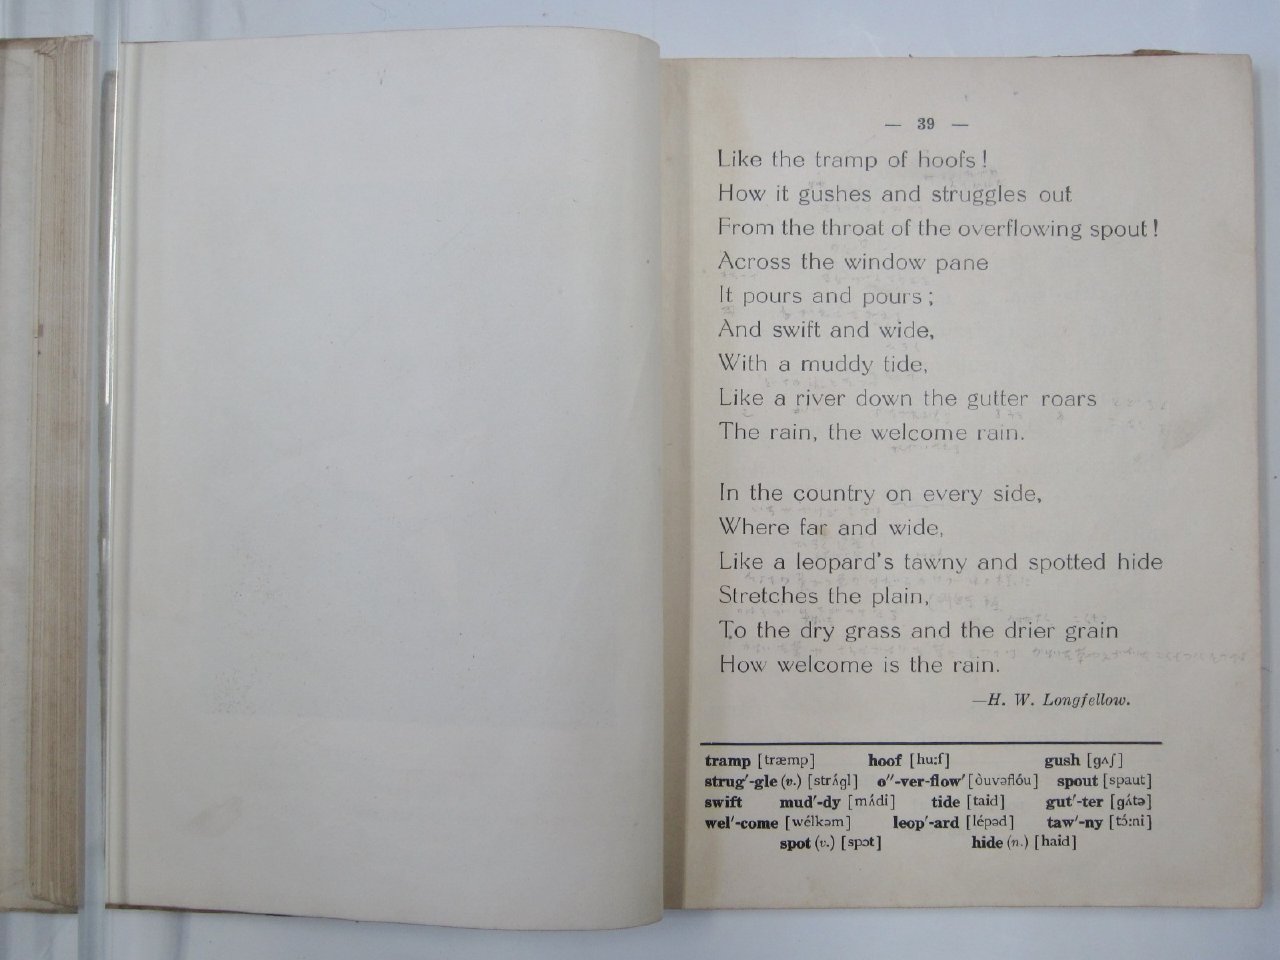 — 39 —
Like the tramp of hoofs!
How it gushes and struggles out
From the throat of the overflowing spout!
Across the window pane
It pours and pours;
And swift and wide,
With a muddy tide,
Like a river down the gutter roars
The rain, the welcome rain.
In the country on every side,
Where far and wide,
Like a leopard's tawny and spotted hide
Stretches the plain,
To the dry grass and the drier grain
How welcome is the rain.
—H. W. Longfellow.
tramp [træmp] hoof [hu:f] gush [gʌʃ]
strug′-gle (v.) [strʌ́gl] o″-ver-flow′ [òuvəflóu] spout [spaut]
swift mud′-dy [mʌ́di] tide [taid] gut′-ter [gʌ́tə]
wel′-come [wélkəm] leop′-ard [lépəd] taw′-ny [tɔ́:ni]
spot (v.) [spɔt] hide (n.) [haid]